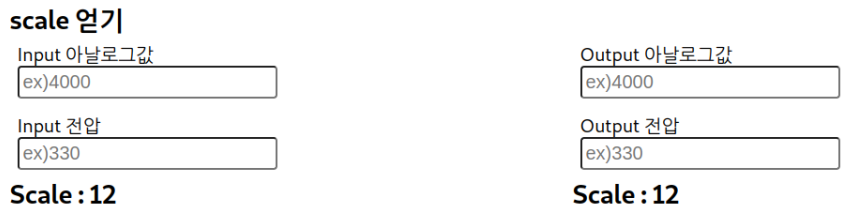 scale 얻기
Input 아날로그값
ex)4000
Input 전압
ex)330
Scale : 12
Output 아날로그값
ex)4000
Output 전압
ex)330
Scale : 12